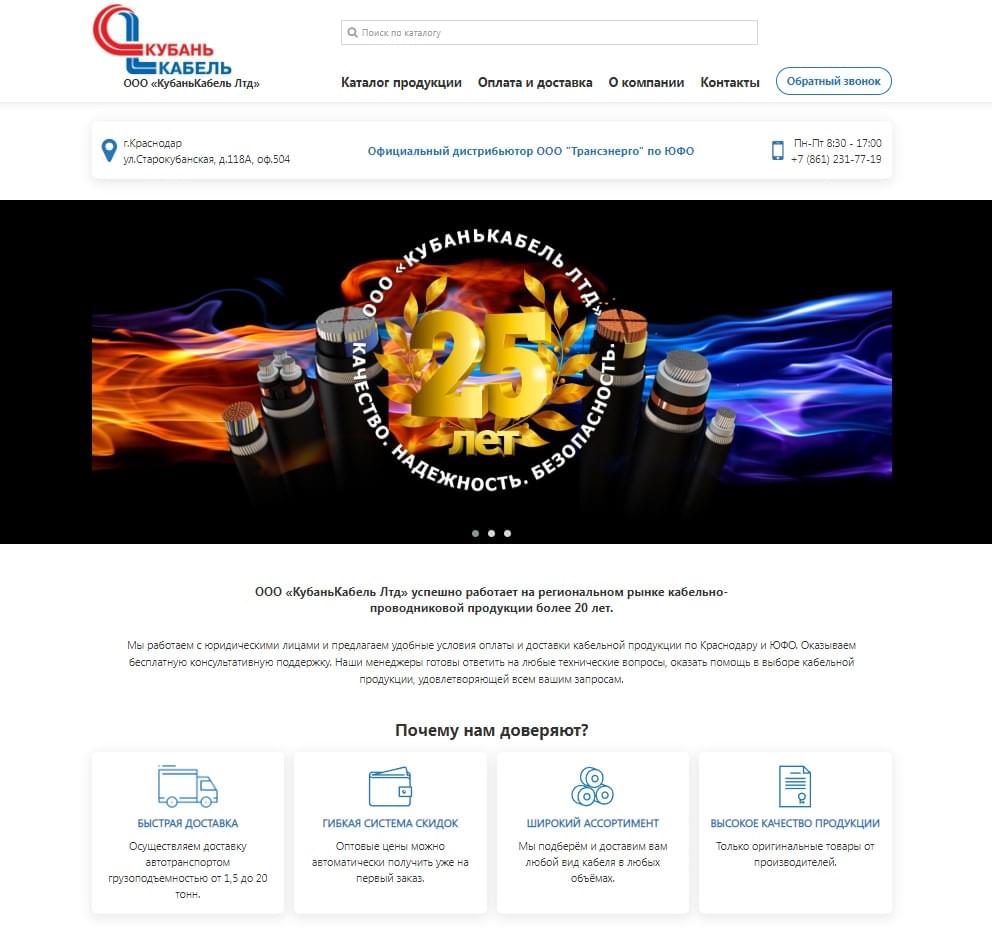 КУБАНЬ
КАБЕЛЬ
ООО «КубаньКабель Лтд»
Поиск по каталогу
Каталог продукции Оплата и доставка О компании Контакты Обратный звонок
г.Краснодар
ул.Старокубанская, д.118А, оф.504
Официальный дистрибьютор ООО "Трансэнерго" по ЮФО
Пн-Пт 8:30 - 17:00
+7 (861) 231-77-19
ООО «КУБАНЬКАБЕЛЬ ЛТД»
25
лет
КАЧЕСТВО. НАДЕЖНОСТЬ. БЕЗОПАСНОСТЬ.
ООО «КубаньКабель Лтд» успешно работает на региональном рынке кабельно-
проводниковой продукции более 20 лет.
Мы работаем с юридическими лицами и предлагаем удобные условия оплаты и доставки кабельной продукции по Краснодару и ЮФО. Оказываем
бесплатную консультативную поддержку. Наши менеджеры готовы ответить на любые технические вопросы, оказать помощь в выборе кабельной
продукции, удовлетворяющей всем вашим запросам.
Почему нам доверяют?
БЫСТРАЯ ДОСТАВКА
Осуществляем доставку
автотранспортом
грузоподъемностью от 1,5 до 20
тонн.
ГИБКАЯ СИСТЕМА СКИДОК
Оптовые цены можно
автоматически получить уже на
первый заказ.
ШИРОКИЙ АССОРТИМЕНТ
Мы подберём и доставим вам
любой вид кабеля в любых
объёмах.
ВЫСОКОЕ КАЧЕСТВО ПРОДУКЦИИ
Только оригинальные товары от
производителей.